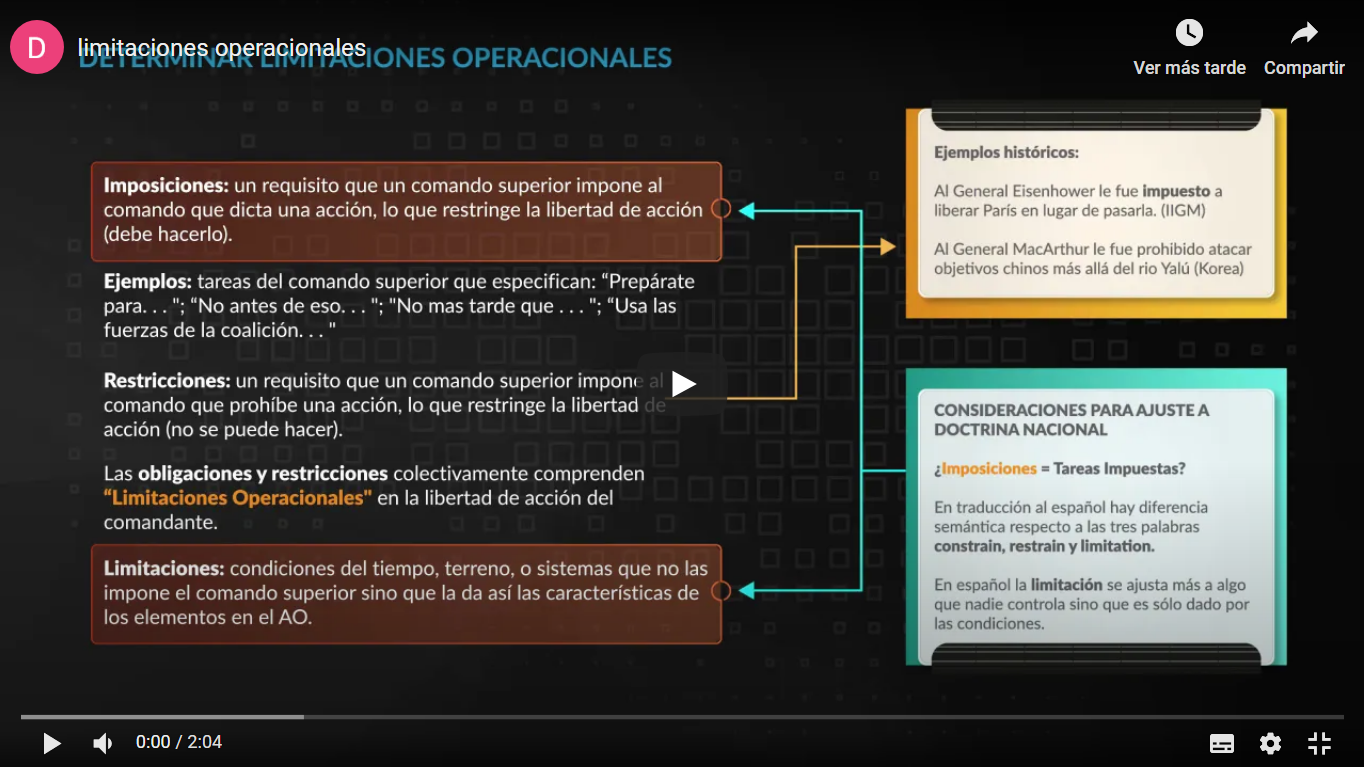 D
limitaciones operacionales
DETERMINAR LIMITACIONES OPERACIONALES
Ver más tarde
Compartir
Imposiciones: un requisito que un comando superior impone al
comando que dicta una acción, lo que restringe la libertad de acción
(debe hacerlo).
Ejemplos: tareas del comando superior que especifican: “Prepárate
para. . . "; “No antes de eso. . . "; "No mas tarde que . . . "; “Usa las
fuerzas de la coalición. . . "
Restricciones: un requisito que un comando superior impone al
comando que prohíbe una acción, lo que restringe la libertad de
acción (no se puede hacer).
Las obligaciones y restricciones colectivamente comprenden
“Limitaciones Operacionales" en la libertad de acción del
comandante.
Limitaciones: condiciones del tiempo, terreno, o sistemas que no las
impone el comando superior sino que la da así las características de
los elementos en el AO.
Ejemplos históricos:
Al General Eisenhower le fue impuesto a
liberar París en lugar de pasarla. (IIGM)
Al General MacArthur le fue prohibido atacar
objetivos chinos más allá del rio Yalú (Korea)
CONSIDERACIONES PARA AJUSTE A
DOCTRINA NACIONAL
¿Imposiciones = Tareas Impuestas?
En traducción al español hay diferencia
semántica respecto a las tres palabras
constrain, restrain y limitation.
En español la limitación se ajusta más a algo
que nadie controla sino que es sólo dado por
las condiciones.
0:00 / 2:04